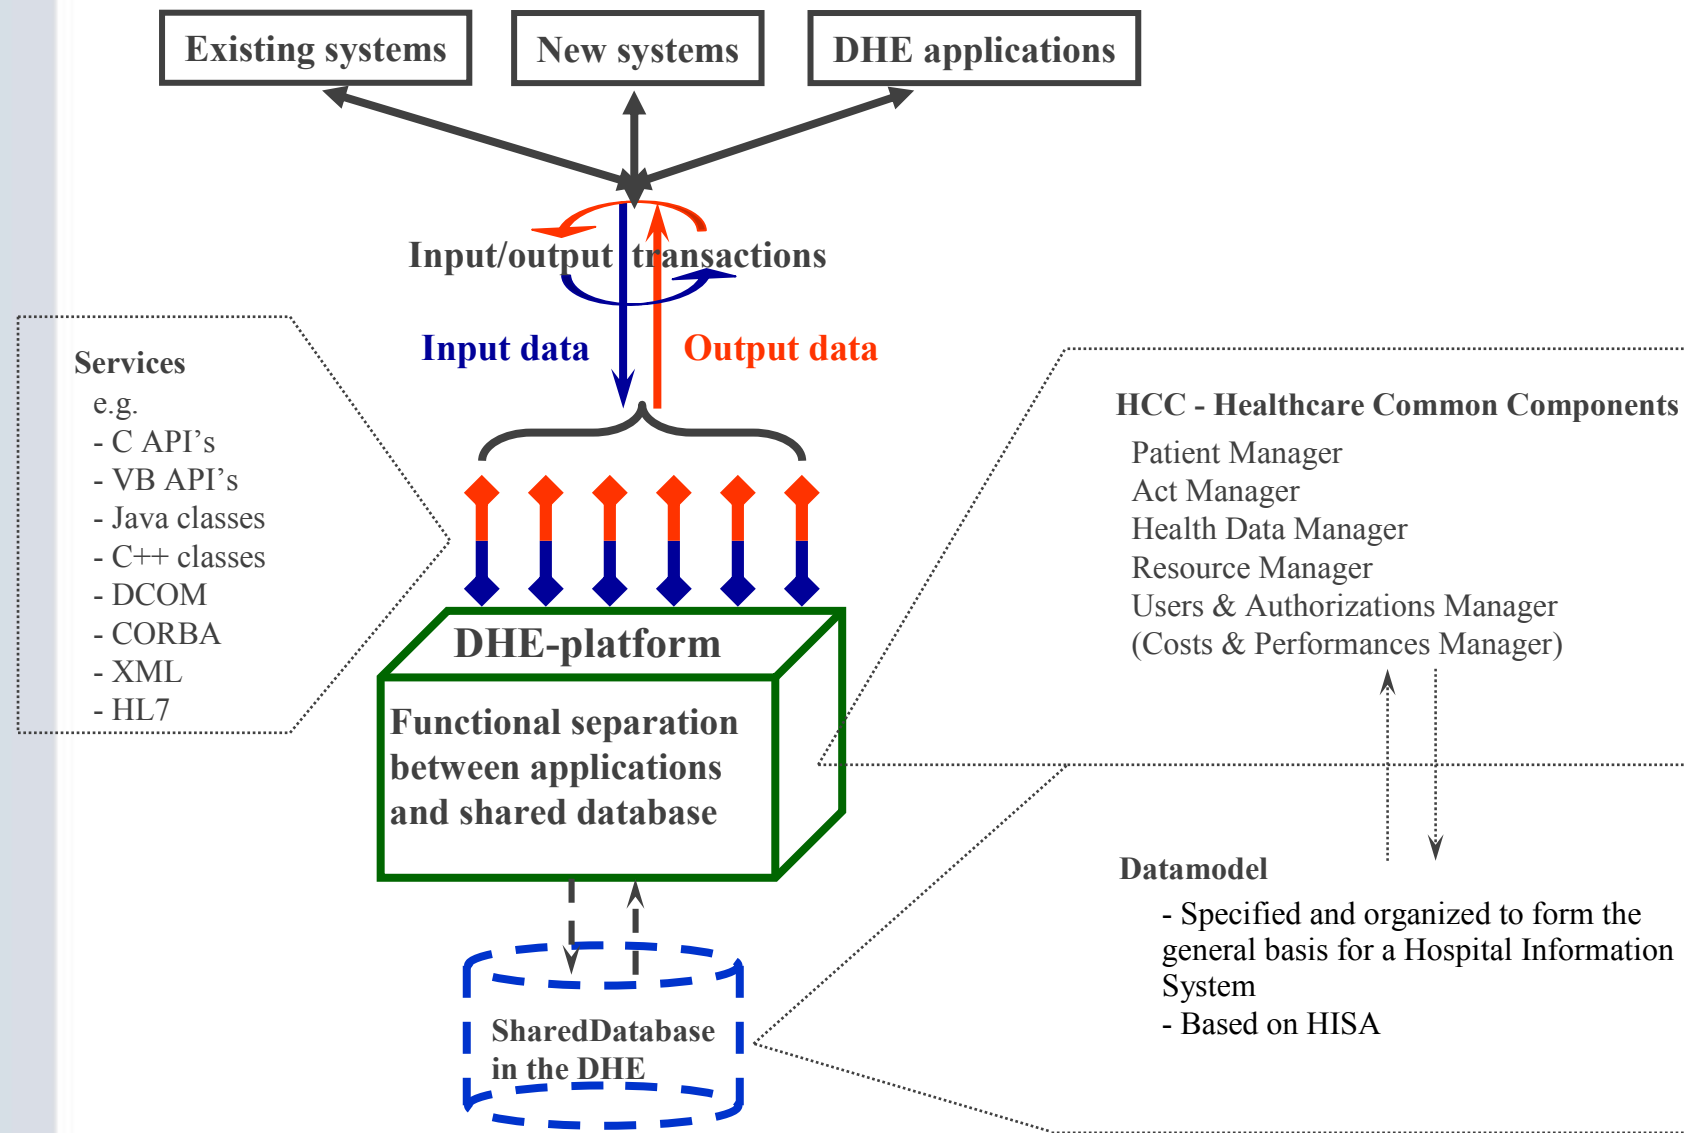 Existing systems
New systems
DHE applications
Input/output transactions
Input data
Output data
Services
e.g.
- C API’s
- VB API’s
- Java classes
- C++ classes
- DCOM
- CORBA
- XML
- HL7
HCC - Healthcare Common Components
Patient Manager
Act Manager
Health Data Manager
Resource Manager
Users & Authorizations Manager
(Costs & Performances Manager)
DHE-platform
Functional separation
between applications
and shared database
Datamodel
- Specified and organized to form the
general basis for a Hospital Information
System
- Based on HISA
SharedDatabase
in the DHE